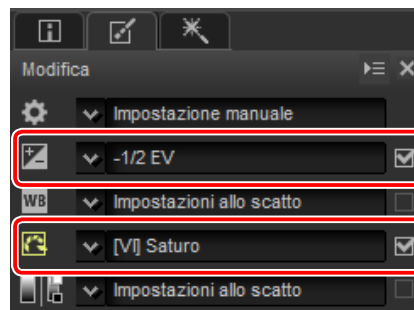 Modifica
Impostazione manuale
-1/2 EV
WB Impostazioni allo scatto
[VI] Saturo
Impostazioni allo scatto